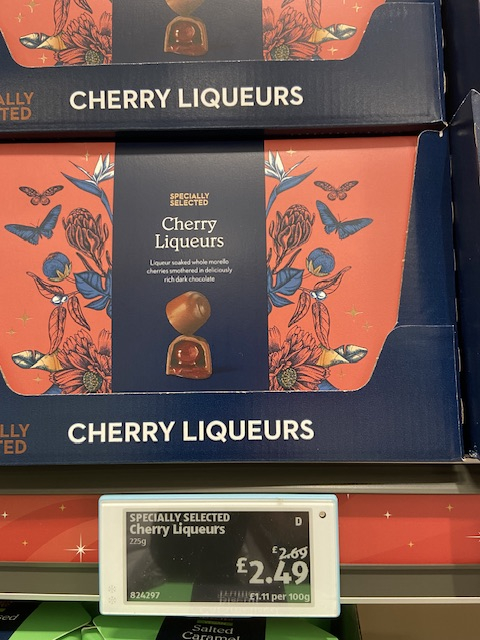 CHERRY LIQUEURS
SPECIALLY
SELECTED
Cherry
Liqueurs
Liqueur soaked whole morello
cherries smothered in deliciously
rich dark chocolate
CHERRY LIQUEURS
SPECIALLY SELECTED
D
Cherry Liqueurs
225g
£2.69
£2.49
824297
£1.11 per 100g
Salted
Caramel